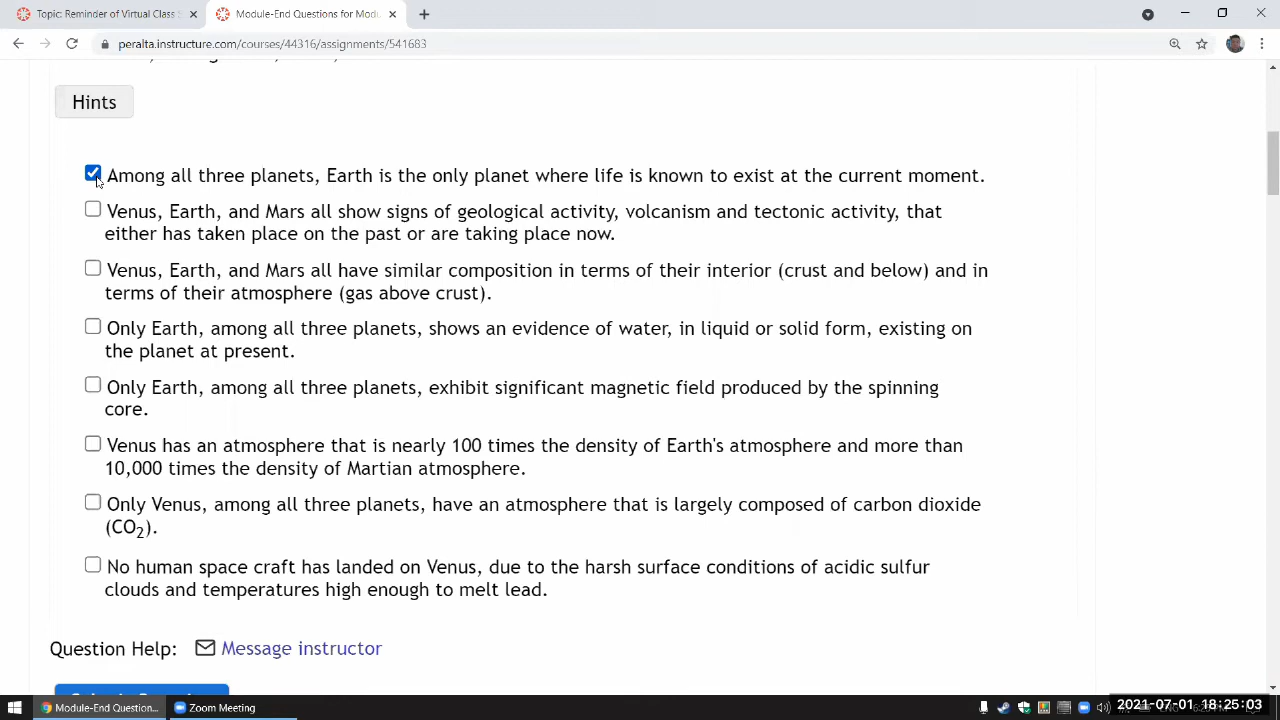 Topic: Reminder of Virtual Class S
Module-End Questions for Modu
peralta.instructure.com/courses/44316/assignments/541683
Hints
Among all three planets, Earth is the only planet where life is known to exist at the current moment.
Venus, Earth, and Mars all show signs of geological activity, volcanism and tectonic activity, that
either has taken place on the past or are taking place now.
Venus, Earth, and Mars all have similar composition in terms of their interior (crust and below) and in
terms of their atmosphere (gas above crust).
Only Earth, among all three planets, shows an evidence of water, in liquid or solid form, existing on
the planet at present.
Only Earth, among all three planets, exhibit significant magnetic field produced by the spinning
core.
Venus has an atmosphere that is nearly 100 times the density of Earth's atmosphere and more than
10,000 times the density of Martian atmosphere.
Only Venus, among all three planets, have an atmosphere that is largely composed of carbon dioxide
(CO2).
No human space craft has landed on Venus, due to the harsh surface conditions of acidic sulfur
clouds and temperatures high enough to melt lead.
Question Help: Message instructor
Module-End Question...
Zoom Meeting
2021-07-01 18:25:03